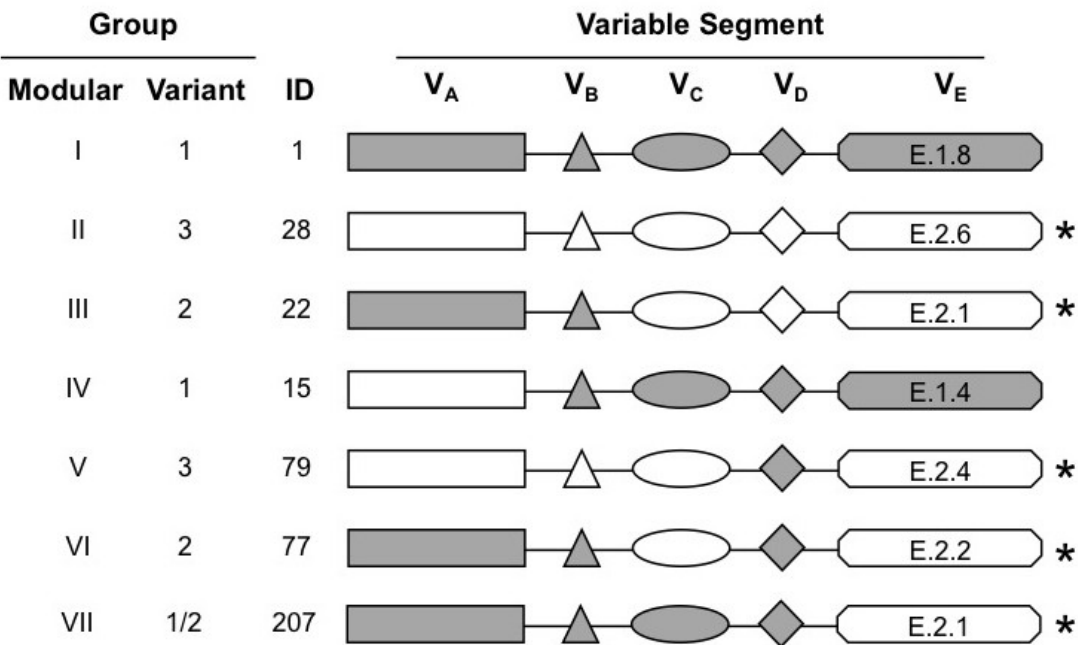 Group Variable Segment
Modular Variant ID V_A V_B V_C V_D V_E
I 1 1 E.1.8
II 3 28 E.2.6 *
III 2 22 E.2.1 *
IV 1 15 E.1.4
V 3 79 E.2.4 *
VI 2 77 E.2.2 *
VII 1/2 207 E.2.1 *